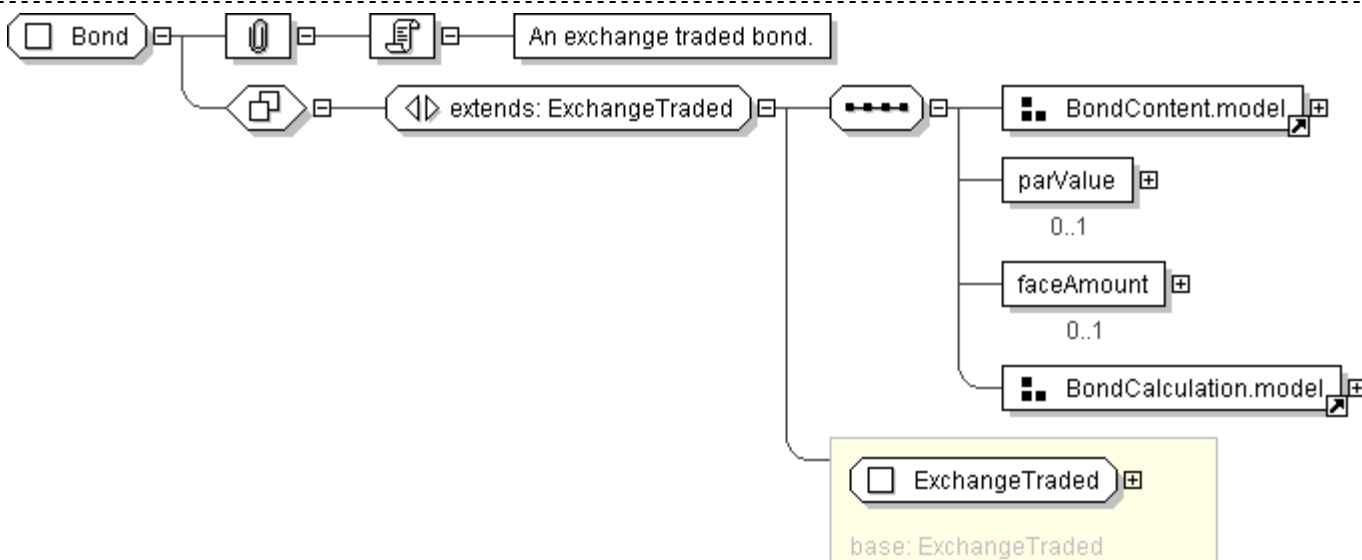 Bond
An exchange traded bond.
extends: ExchangeTraded
BondContent.model
parValue
0..1
faceAmount
0..1
BondCalculation.model
ExchangeTraded
base: ExchangeTraded